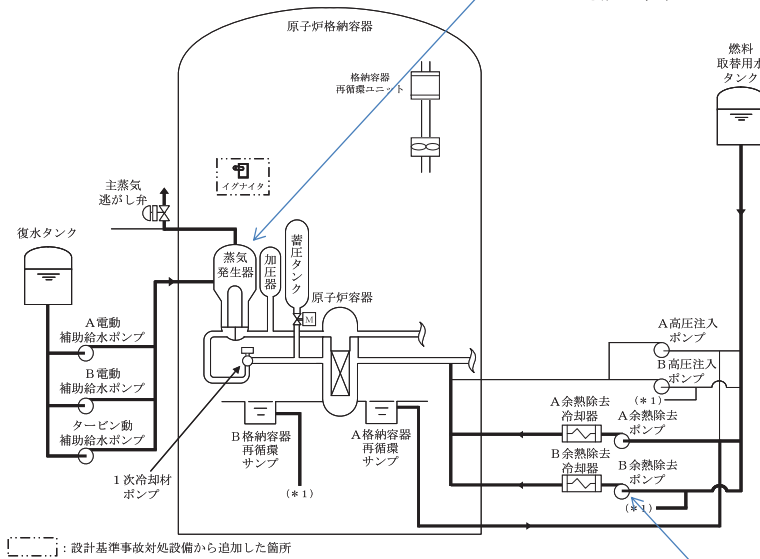 原子炉格納容器
燃料
取替用水
タンク
格納容器
再循環ユニット
イグナイタ
主蒸気
逃がし弁
復水タンク
蒸気
発生器
加圧器
蓄圧タンク
原子炉容器
M
A電動
補助給水ポンプ
B電動
補助給水ポンプ
タービン動
補助給水ポンプ
A高圧注入
ポンプ
B高圧注入
ポンプ
(*1)
A余熱除去
冷却器
A余熱除去
ポンプ
B余熱除去
冷却器
B余熱除去
ポンプ
(*1)
B格納容器
再循環
サンプ
A格納容器
再循環
サンプ
(*1)
1次冷却材
ポンプ
：設計基準事故対処設備から追加した箇所